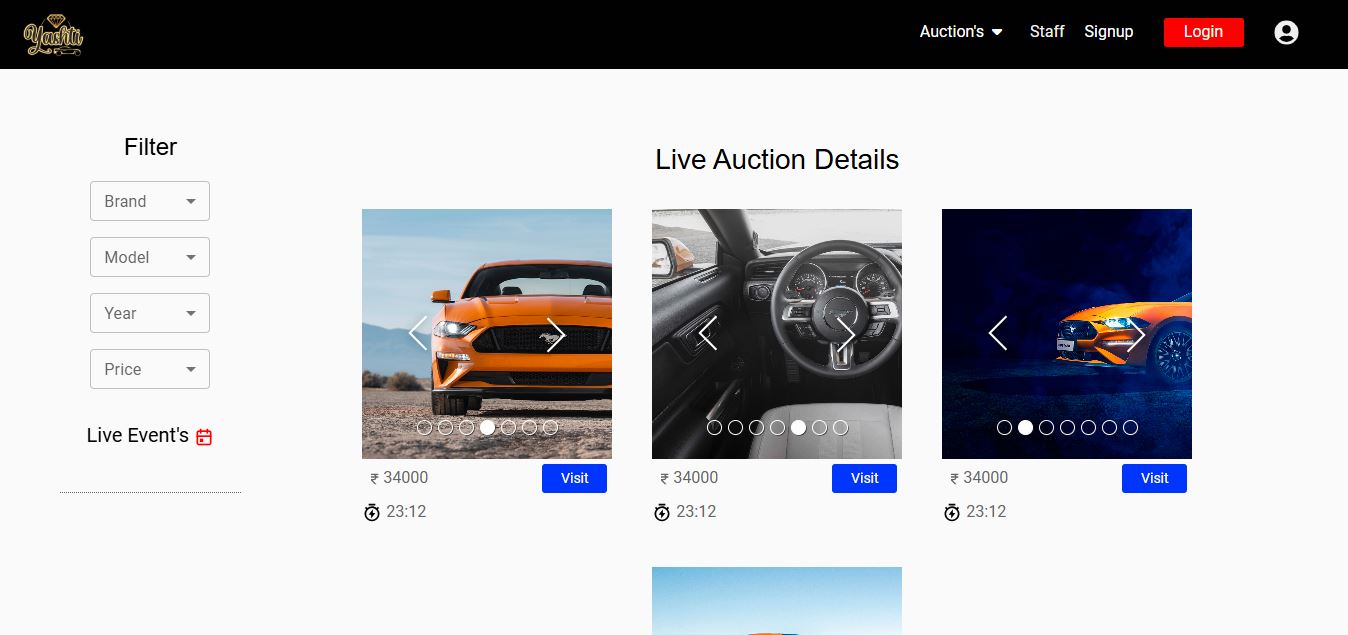 Yashti
Auction's Staff Signup Login
Filter
Brand
Model
Year
Price
Live Event's
Live Auction Details
₹ 34000 Visit
23:12
₹ 34000 Visit
23:12
₹ 34000 Visit
23:12